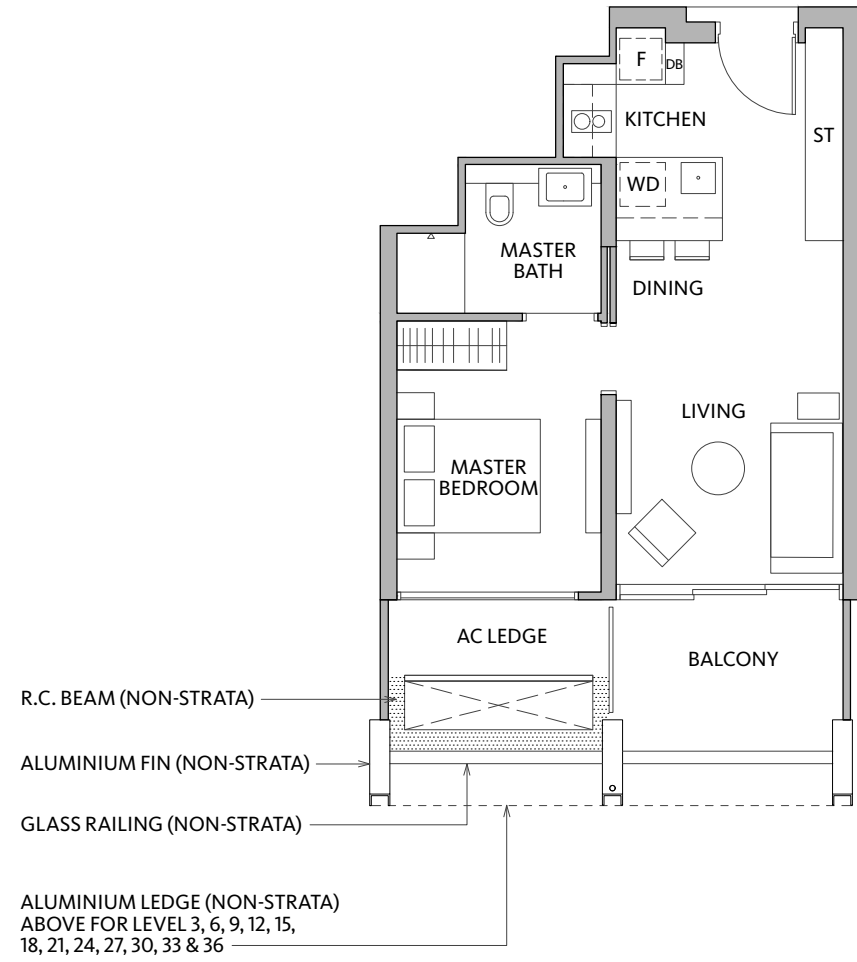 F
DB
KITCHEN
ST
WD
MASTER
BATH
DINING
LIVING
MASTER
BEDROOM
AC LEDGE
BALCONY
R.C. BEAM (NON-STRATA)
ALUMINIUM FIN (NON-STRATA)
GLASS RAILING (NON-STRATA)
ALUMINIUM LEDGE (NON-STRATA)
ABOVE FOR LEVEL 3, 6, 9, 12, 15,
18, 21, 24, 27, 30, 33 & 36